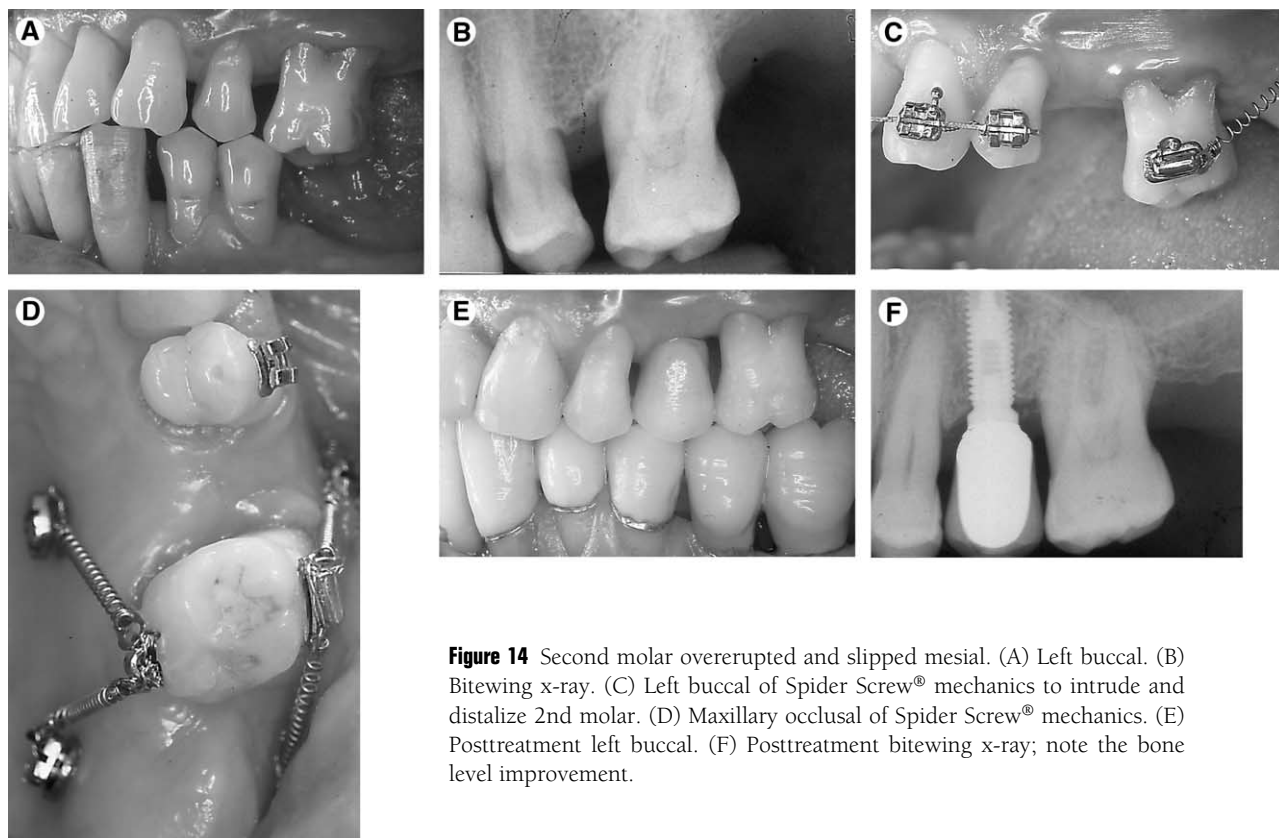 A
B
C
D
E
F
Figure 14 Second molar overerupted and slipped mesial. (A) Left buccal. (B)
Bitewing x-ray. (C) Left buccal of Spider Screw® mechanics to intrude and
distalize 2nd molar. (D) Maxillary occlusal of Spider Screw® mechanics. (E)
Posttreatment left buccal. (F) Posttreatment bitewing x-ray; note the bone
level improvement.